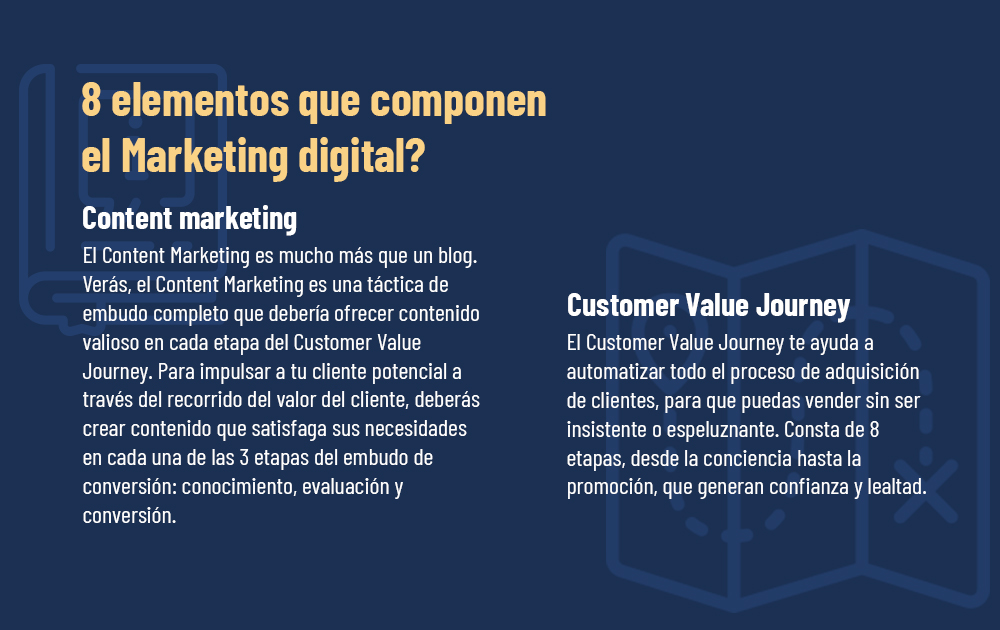 8 elementos que componen
el Marketing digital?
Content marketing
El Content Marketing es mucho más que un blog.
Verás, el Content Marketing es una táctica de
embudo completo que debería ofrecer contenido
valioso en cada etapa del Customer Value
Journey. Para impulsar a tu cliente potencial a
través del recorrido del valor del cliente, deberás
crear contenido que satisfaga sus necesidades
en cada una de las 3 etapas del embudo de
conversión: conocimiento, evaluación y
conversión.
Customer Value Journey
El Customer Value Journey te ayuda a
automatizar todo el proceso de adquisición
de clientes, para que puedas vender sin ser
insistente o espeluznante. Consta de 8
etapas, desde la conciencia hasta la
promoción, que generan confianza y lealtad.